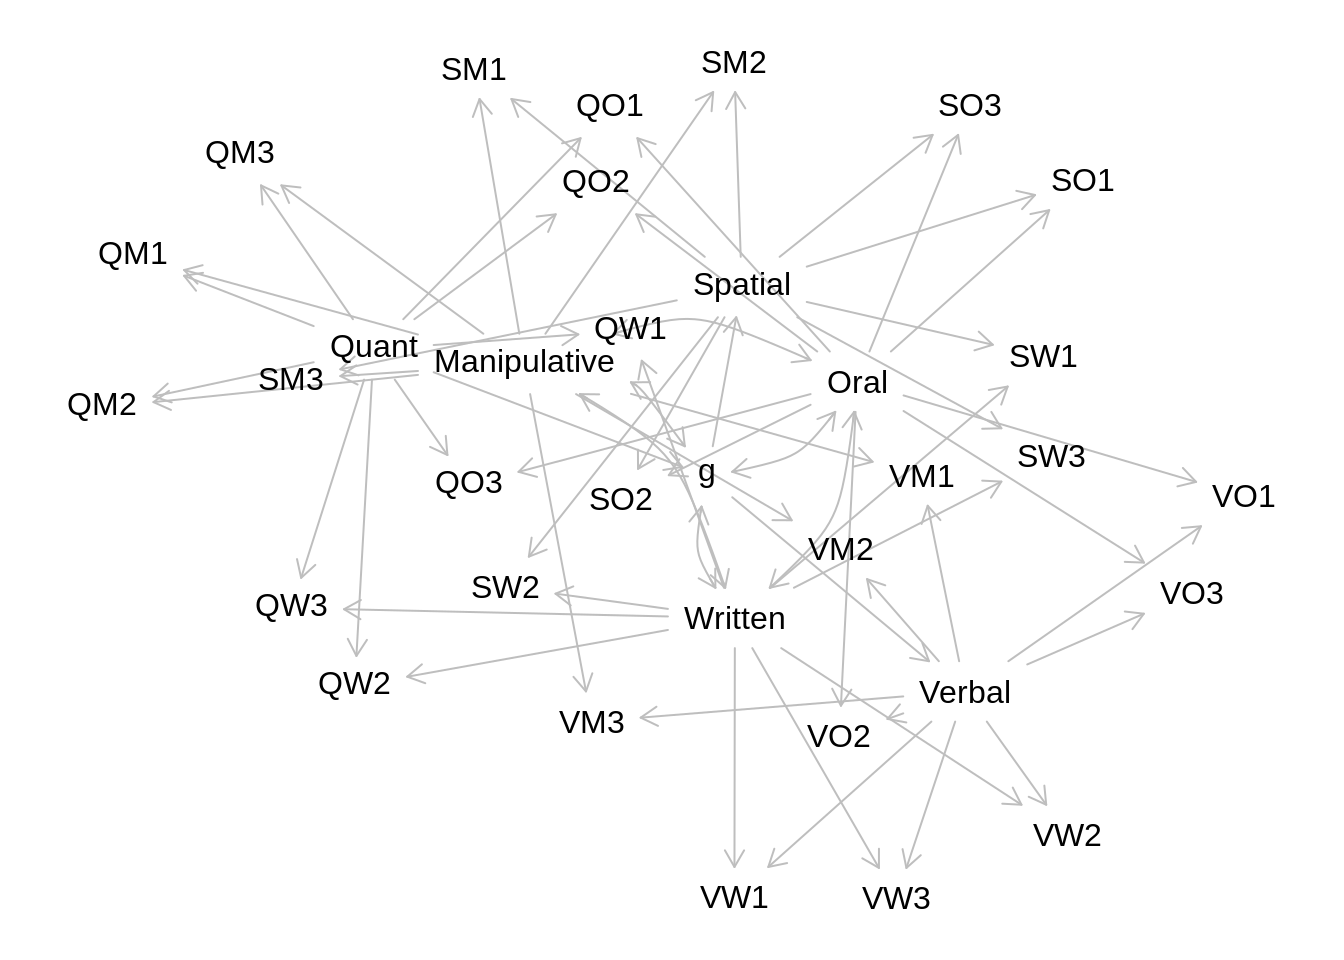 SM2
SM1
QO1
SO3
QM3
QO2
SO1
QM1
Spatial
QW1
Quant
SW1
Manipulative
SM3
Oral
QM2
SW3
g
VM1
QO3
SO2
VO1
VM2
SW2
VO3
QW3
Written
QW2
Verbal
VM3
VO2
VW2
VW1
VW3